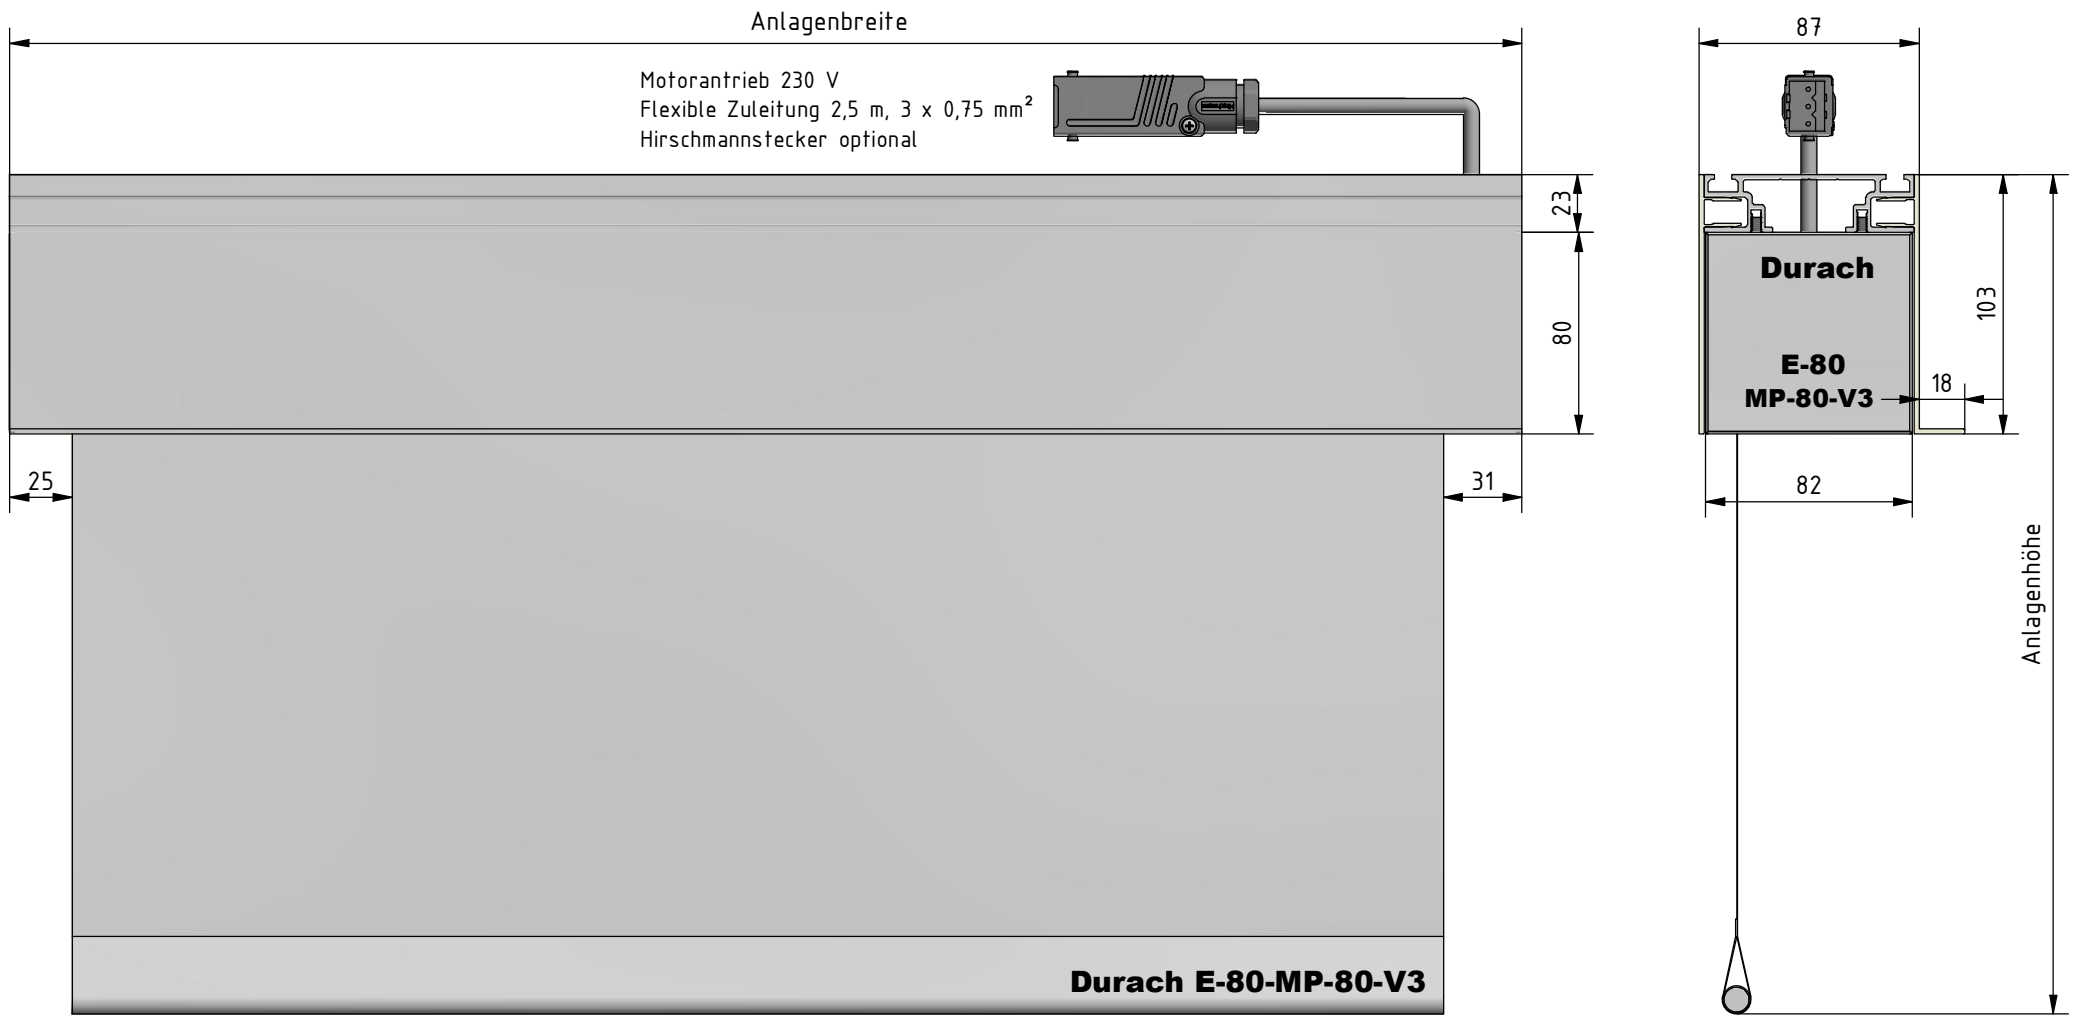 Anlagenbreite
87
Motorantrieb 230 V
Flexible Zuleitung 2,5 m, 3 x 0,75 mm²
Hirschmannstecker optional
23
80
Durach
E-80
MP-80-V3
103
18
25
31
82
Anlagenhöhe
Durach E-80-MP-80-V3